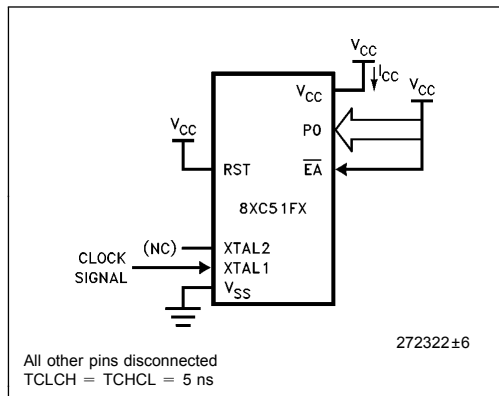 VCC
ICC
VCC
VCC
VCC
P0
RST
EA
8XC51FX
(NC)
XTAL2
CLOCK
SIGNAL
XTAL1
VSS
272322±6
All other pins disconnected
TCLCH = TCHCL = 5 ns